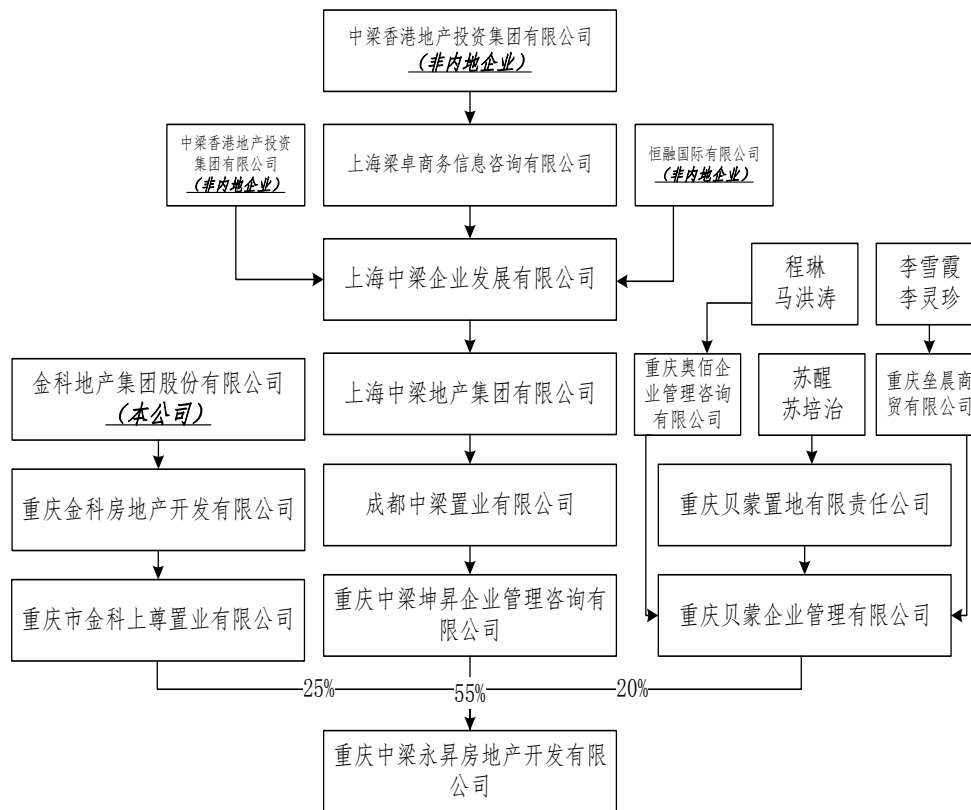 中梁香港地产投资集团有限公司
(非内地企业)
中梁香港地产投资
集团有限公司
(非内地企业)
上海梁卓商务信息咨询有限公司
恒融国际有限公司
(非内地企业)
上海中梁企业发展有限公司
程琳
马洪涛
李雪霞
李灵珍
金科地产集团股份有限公司
(本公司)
上海中梁地产集团有限公司
重庆奥佰企
业管理咨询
有限公司
苏醒
苏培治
重庆垒晨商
贸有限公司
重庆金科房地产开发有限公司
成都中梁置业有限公司
重庆贝蒙置地有限责任公司
重庆市金科上尊置业有限公司
重庆中梁坤昇企业管理咨询有
限公司
重庆贝蒙企业管理有限公司
25%
55%
20%
重庆中梁永昇房地产开发有限
公司